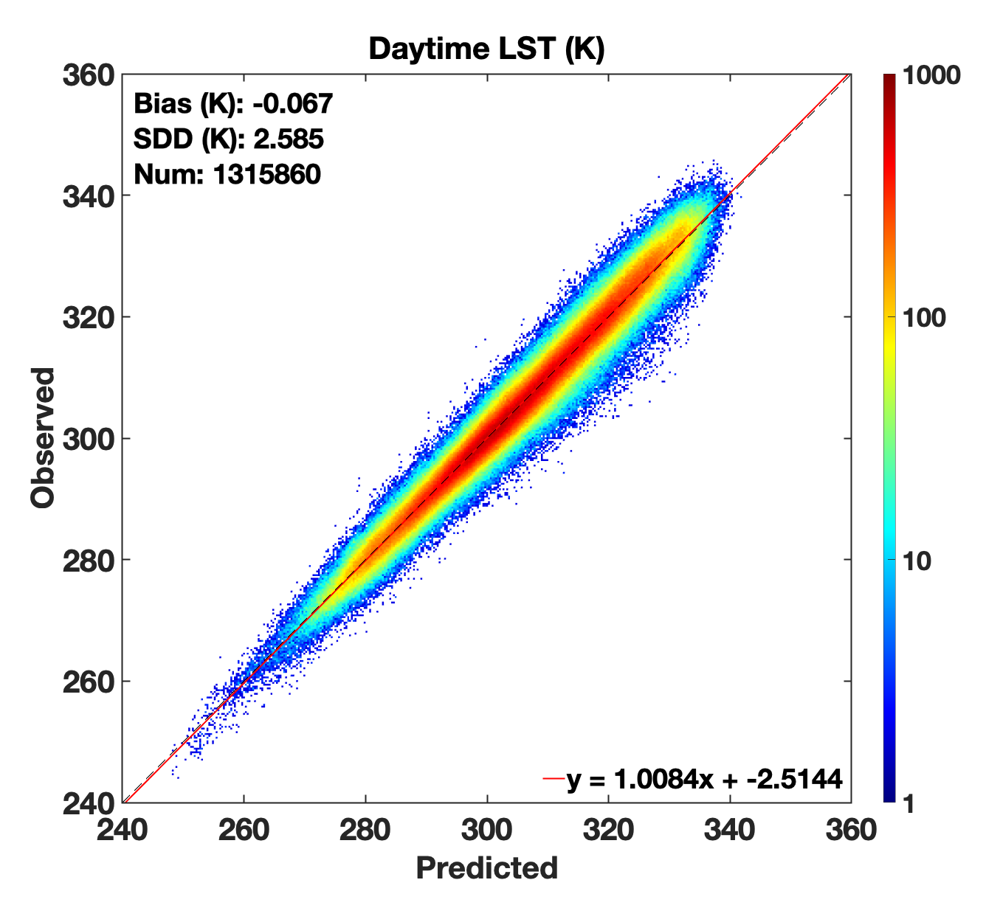 Daytime LST (K)
Bias (K): -0.067
SDD (K): 2.585
Num: 1315860
360
340
320
300
280
260
240
Observed
240 260 280 300 320 340 360
Predicted
y = 1.0084x + -2.5144
1000
100
10
1